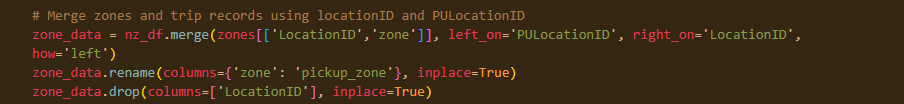 # Merge zones and trip records using locationID and PULocationID
zone_data = nz_df.merge(zones[['LocationID','zone']], left_on='PULocationID', right_on='LocationID',
how='left')
zone_data.rename(columns={'zone': 'pickup_zone'}, inplace=True)
zone_data.drop(columns=['LocationID'], inplace=True)